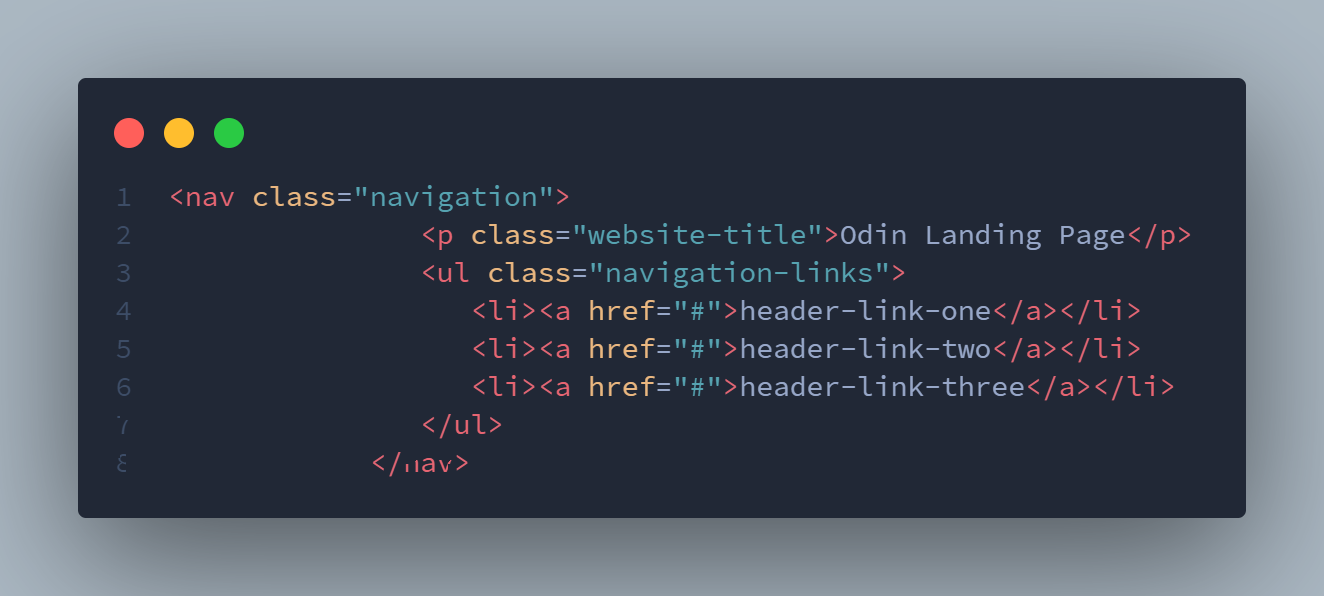 1 <nav class="navigation">
2                <p class="website-title">Odin Landing Page</p>
3                <ul class="navigation-links">
4                   <li><a href="#">header-link-one</a></li>
5                   <li><a href="#">header-link-two</a></li>
6                   <li><a href="#">header-link-three</a></li>
7                </ul>
8             </nav>